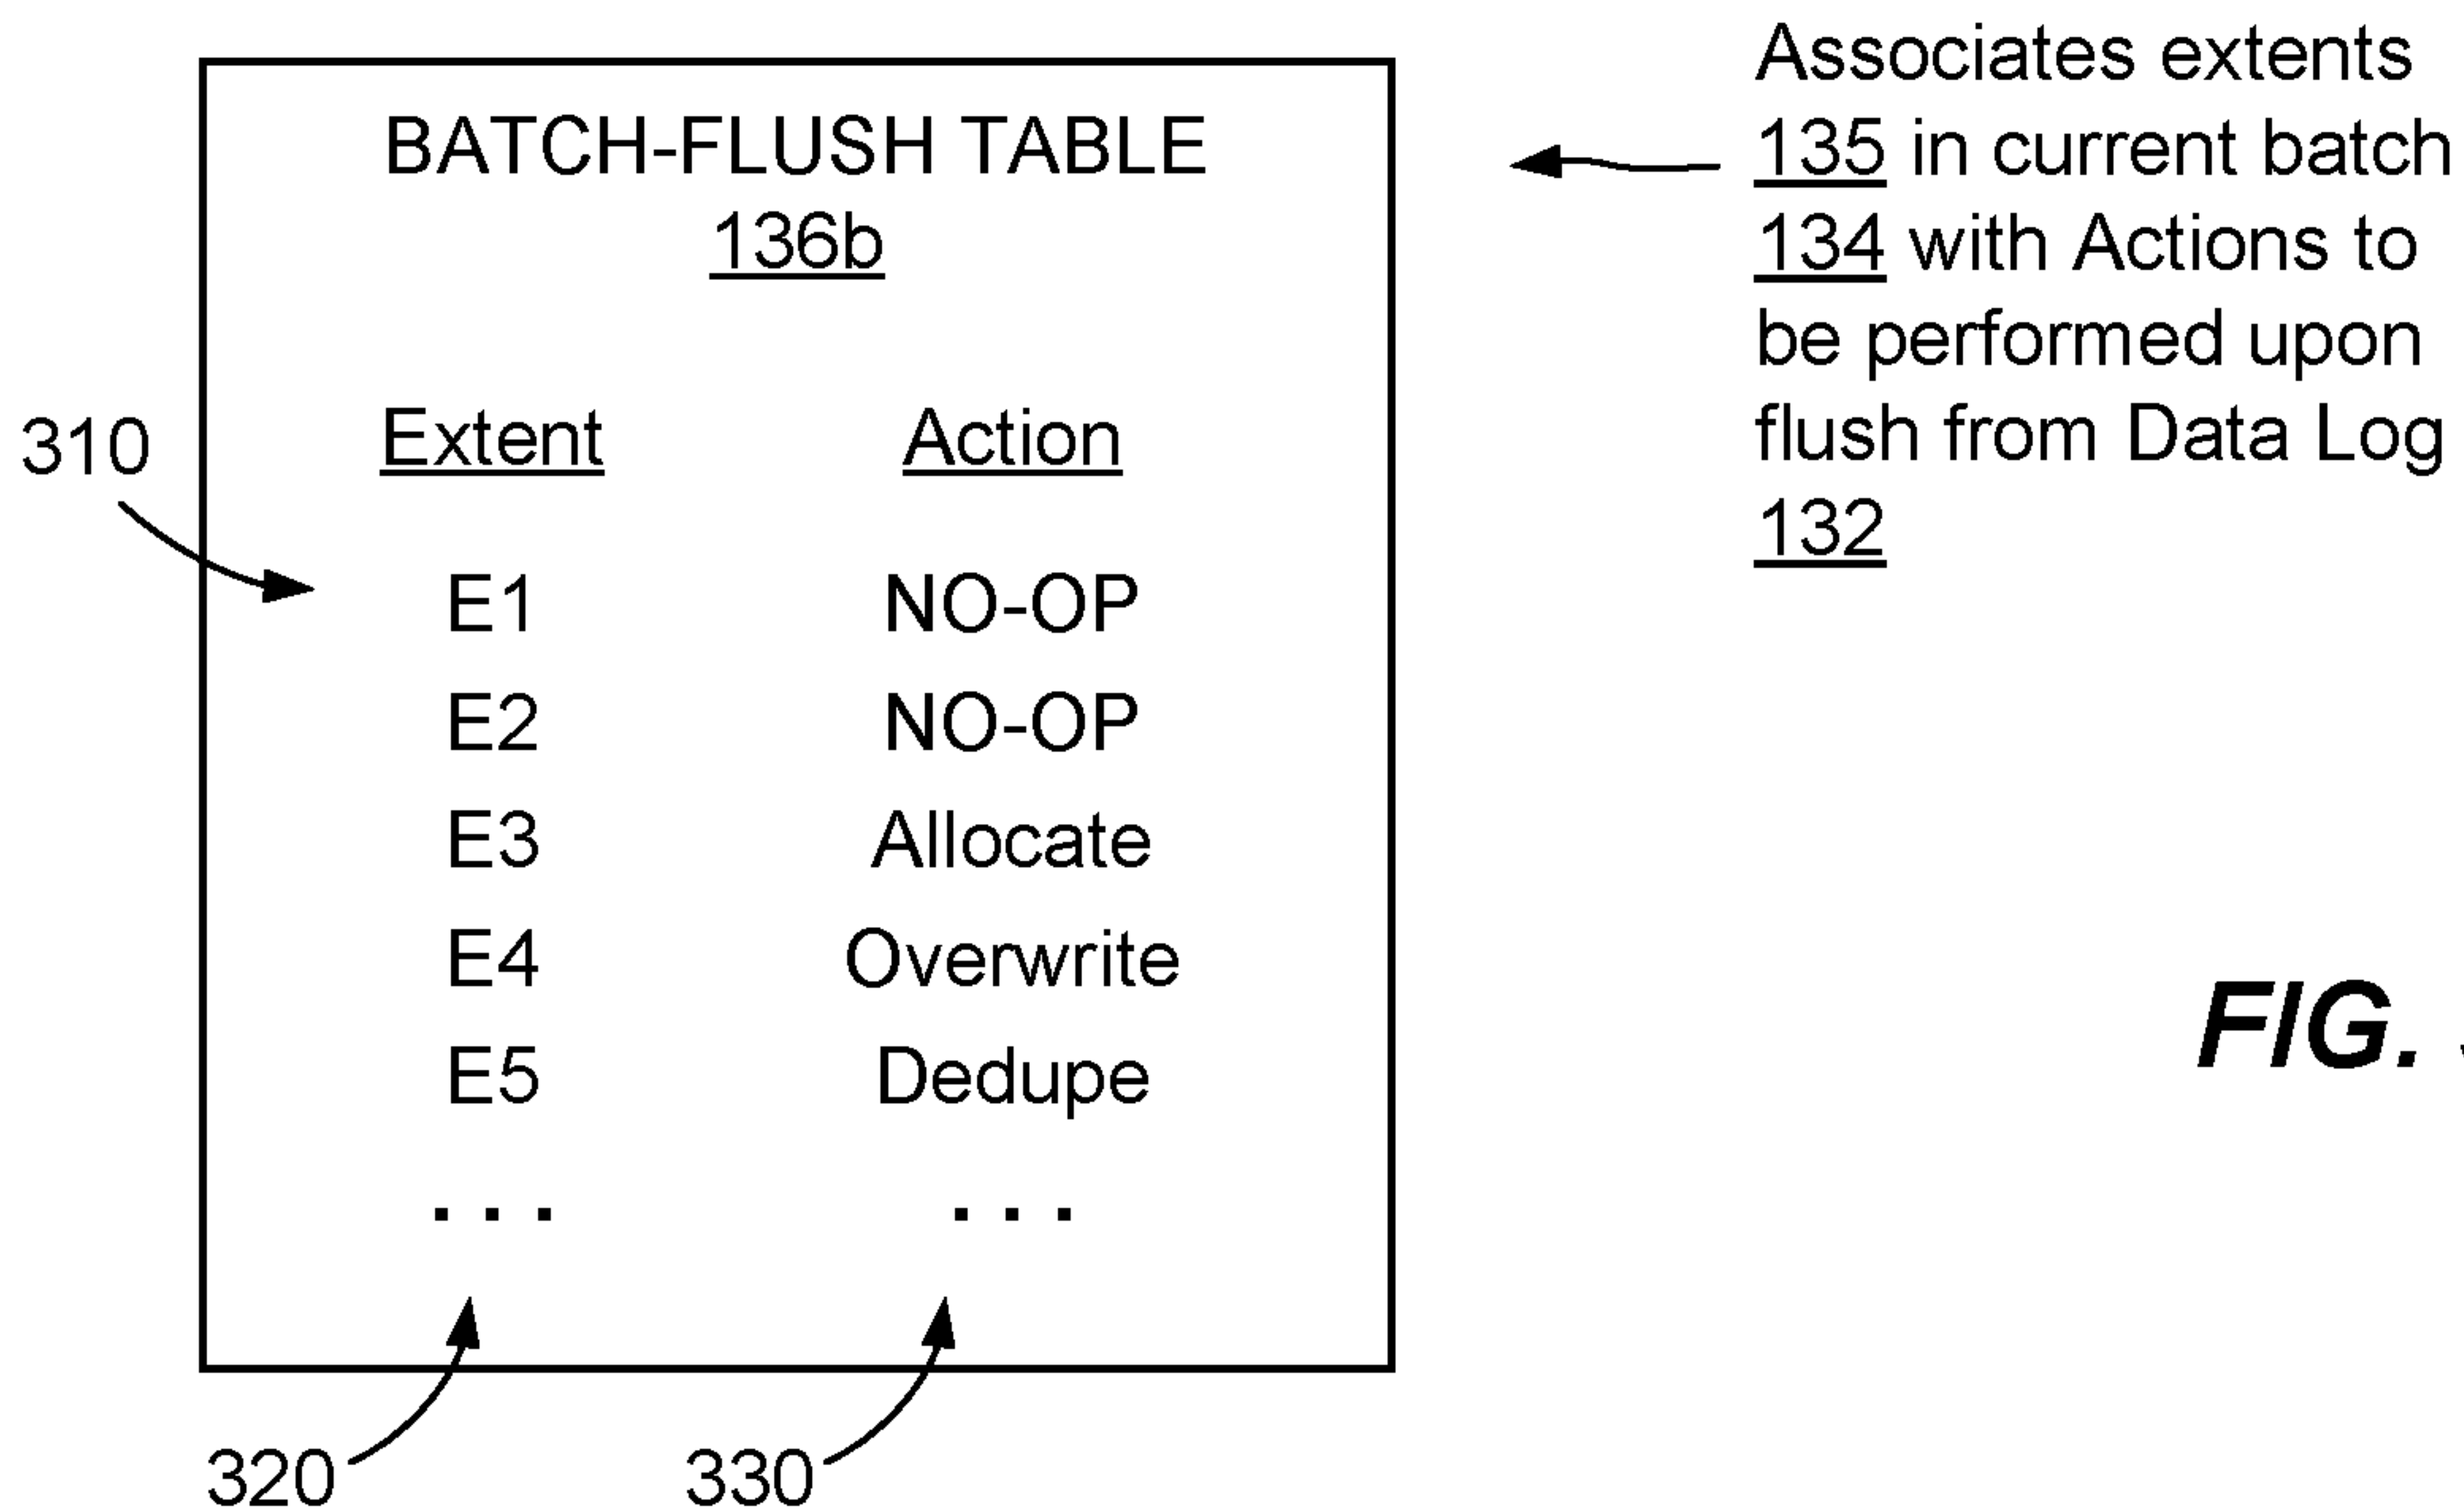 BATCH-FLUSH TABLE
136b
Extent Action
E1 NO-OP
E2 NO-OP
E3 Allocate
E4 Overwrite
E5 Dedupe
. . . . . .
310
320
330
Associates extents
135 in current batch
134 with Actions to
be performed upon
flush from Data Log
132
FIG.